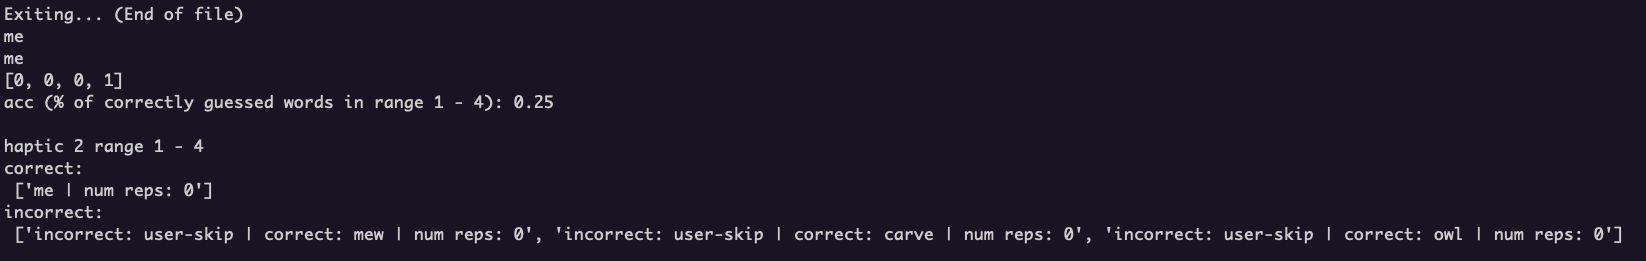 Exiting... (End of file)
me
me
[0, 0, 0, 1]
acc (% of correctly guessed words in range 1 - 4): 0.25
haptic 2 range 1 - 4
correct:
['me | num reps: 0']
incorrect:
['incorrect: user-skip | correct: mew | num reps: 0', 'incorrect: user-skip | correct: carve | num reps: 0', 'incorrect: user-skip | correct: owl | num reps: 0']